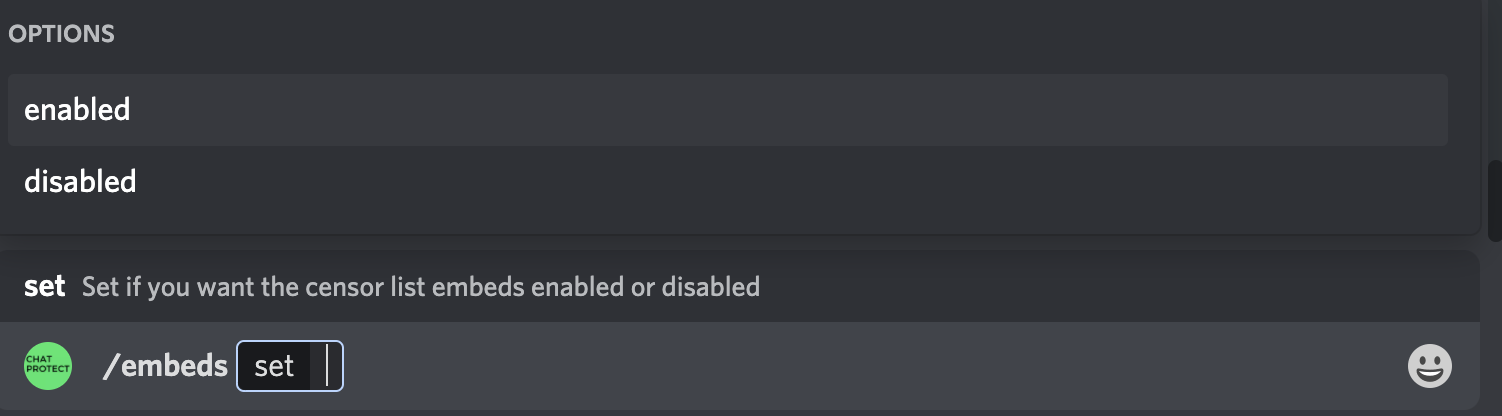 OPTIONS
enabled
disabled
set Set if you want the censor list embeds enabled or disabled
CHAT
PROTECT
/embeds set